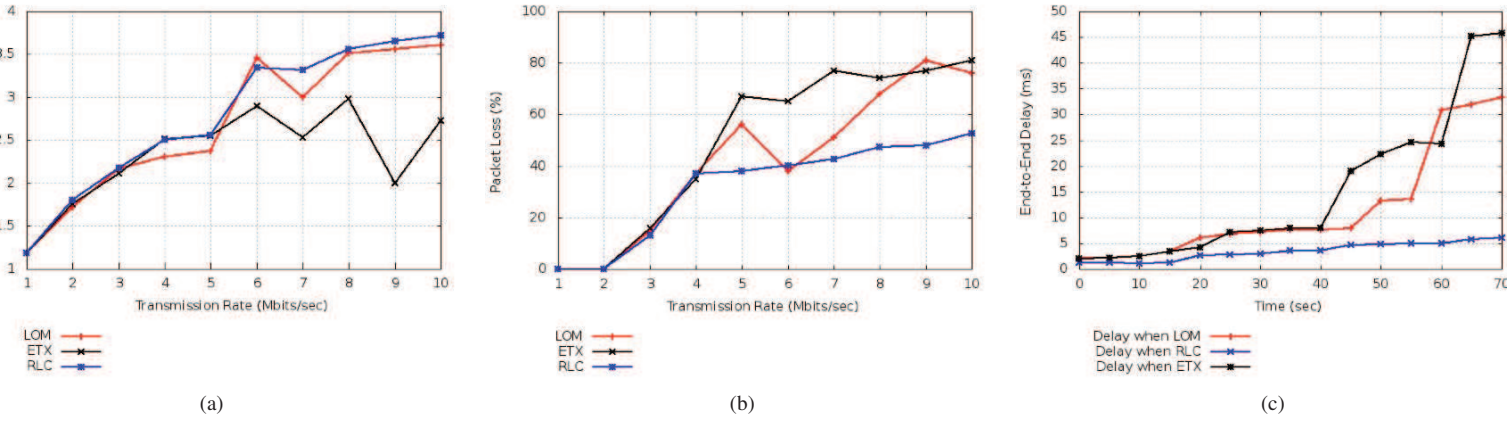 4
3.5
3
2.5
2
1.5
1
1 2 3 4 5 6 7 8 9 10
Transmission Rate (Mbits/sec)
LOM
ETX
RLC
(a)
Packet Loss (%)
100
80
60
40
20
0
1 2 3 4 5 6 7 8 9 10
Transmission Rate (Mbits/sec)
LOM
ETX
RLC
(b)
End-to-End Delay (ms)
50
45
40
35
30
25
20
15
10
5
0
0 10 20 30 40 50 60 70
Time (sec)
Delay when LOM
Delay when RLC
Delay when ETX
(c)